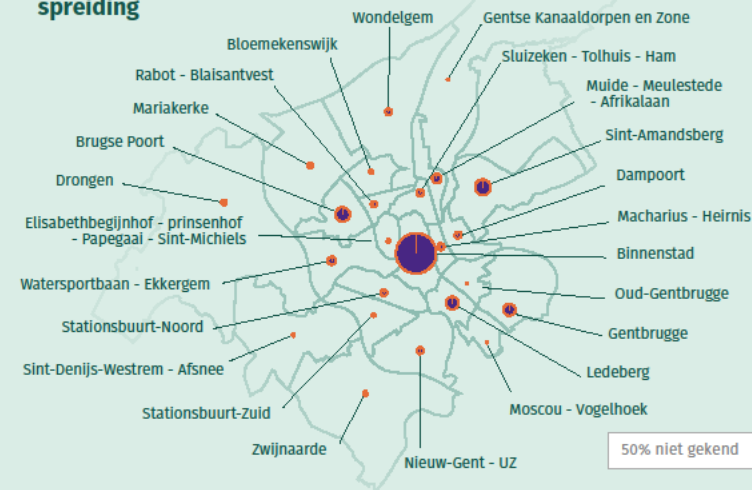 spreiding
Wondelgem
Gentse Kanaaldorpen en Zone
Bloemekenswijk
Sluizeken - Tolhuis - Ham
Rabot - Blaisantvest
Muide - Meulestede
- Afrikalaan
Mariakerke
Sint-Amandsberg
Brugse Poort
Dampoort
Drongen
Macharius - Heirnis
Elisabethbegijnhof - prinsenhof
- Papegaai - Sint-Michiels
Binnenstad
Watersportbaan - Ekkergem
Oud-Gentbrugge
Stationsbuurt-Noord
Gentbrugge
Sint-Denijs-Westrem - Afsnee
Ledeberg
Stationsbuurt-Zuid
Moscou - Vogelhoek
Zwijnaarde
50% niet gekend
Nieuw-Gent - UZ